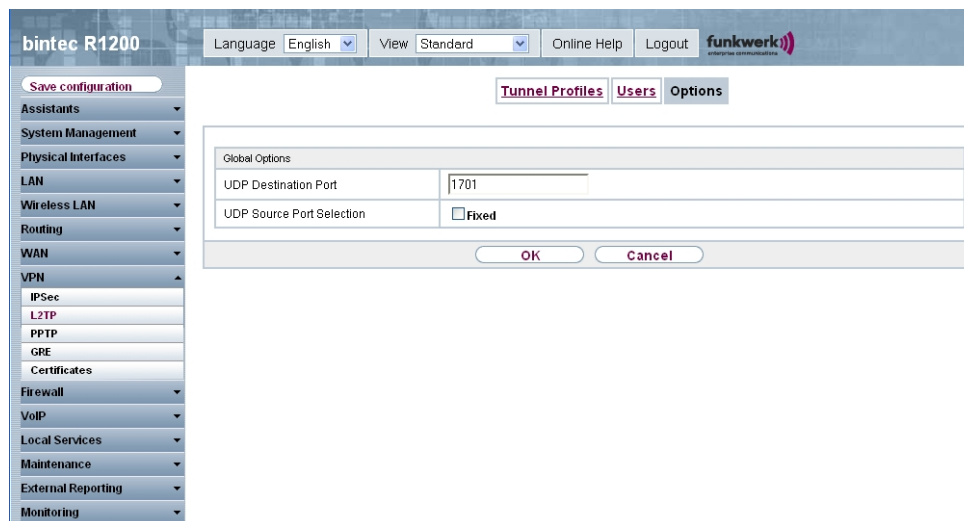 bintec R1200
Language English View Standard Online Help Logout funkwerk
enterprise communications
Save configuration
Assistants
System Management
Physical Interfaces
LAN
Wireless LAN
Routing
WAN
VPN
IPSec
L2TP
PPTP
GRE
Certificates
Firewall
VoIP
Local Services
Maintenance
External Reporting
Monitoring
Tunnel Profiles Users Options
Global Options
UDP Destination Port 1701
UDP Source Port Selection Fixed
OK Cancel